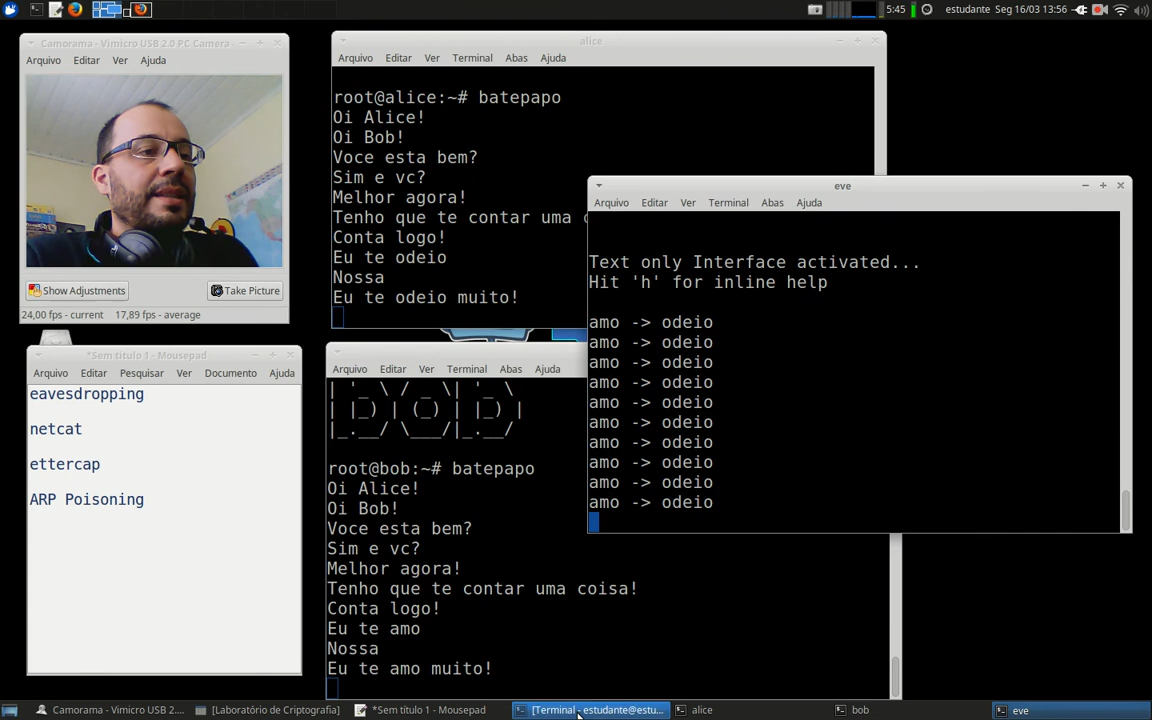 5:45
estudante Seg 16/03 13:56
Camorama - Vimicro USB 2.0 PC Camera
Arquivo Editar Ver Ajuda
Show Adjustments Take Picture
24,00 fps - current 17,89 fps - average
alice
Arquivo Editar Ver Terminal Abas Ajuda
root@alice:~# batepapo
Oi Alice!
Oi Bob!
Voce esta bem?
Sim e vc?
Melhor agora!
Tenho que te contar uma c
Conta logo!
Eu te odeio
Nossa
Eu te odeio muito!
eve
Arquivo Editar Ver Terminal Abas Ajuda
Text only Interface activated...
Hit 'h' for inline help
amo -> odeio
amo -> odeio
amo -> odeio
amo -> odeio
amo -> odeio
amo -> odeio
amo -> odeio
amo -> odeio
amo -> odeio
amo -> odeio
*Sem título 1 - Mousepad
Arquivo Editar Pesquisar Ver Documento Ajuda
eavesdropping
netcat
ettercap
ARP Poisoning
Arquivo Editar Ver Terminal Abas Ajuda
| '_ \ / _ \| '_ \
| |_) | (_) | |_) |
|_.__/ \___/|_.__/
root@bob:~# batepapo
Oi Alice!
Oi Bob!
Voce esta bem?
Sim e vc?
Melhor agora!
Tenho que te contar uma coisa!
Conta logo!
Eu te amo
Nossa
Eu te amo muito!
Camorama - Vimicro USB 2.... [Laboratório de Criptografia] *Sem título 1 - Mousepad [Terminal - estudante@estu... alice bob eve